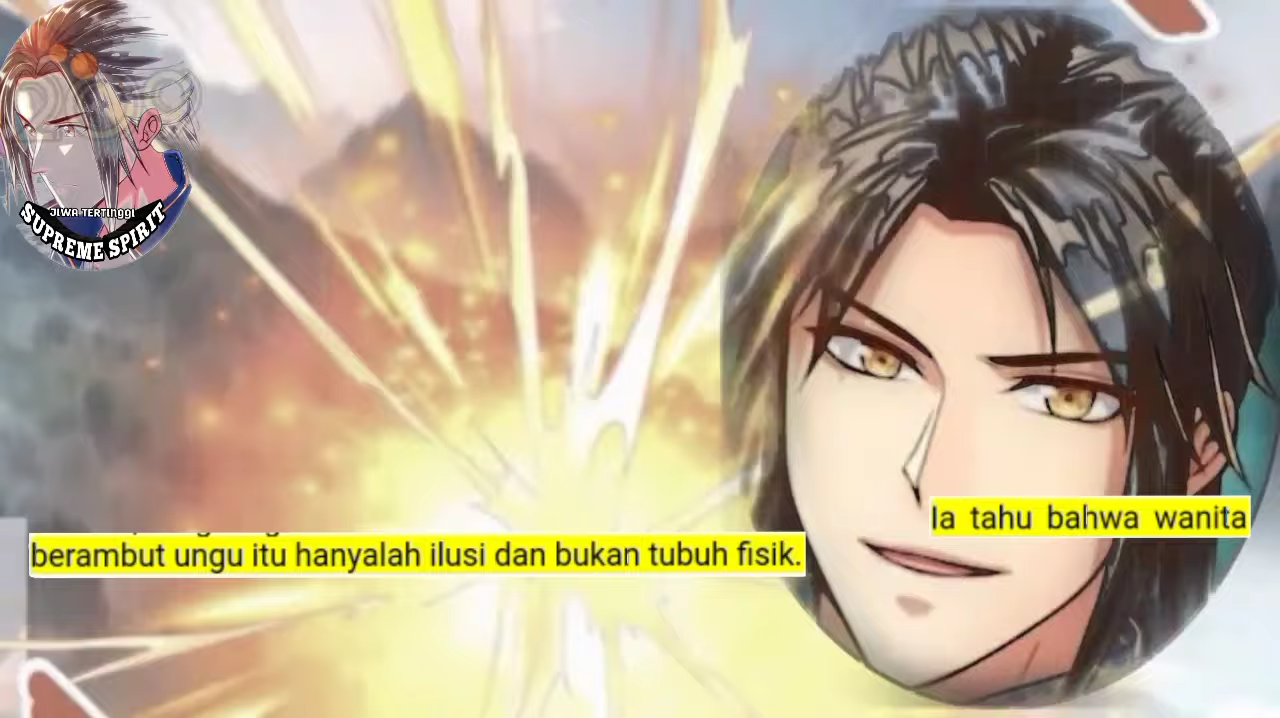 JIWA TERTINGGI
SUPREME SPIRIT
Ia tahu bahwa wanita
berambut ungu itu hanyalah ilusi dan bukan tubuh fisik.